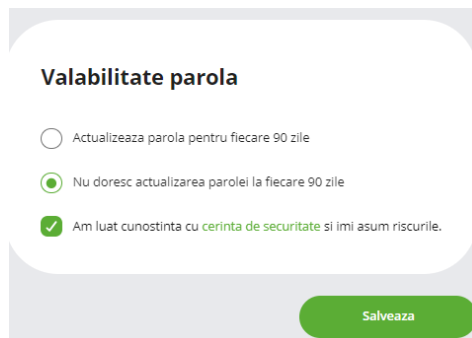 Valabilitate parola
Actualizeaza parola pentru fiecare 90 zile
Nu doresc actualizarea parolei la fiecare 90 zile
Am luat cunostinta cu cerinta de securitate si imi asum riscurile.
Salveaza